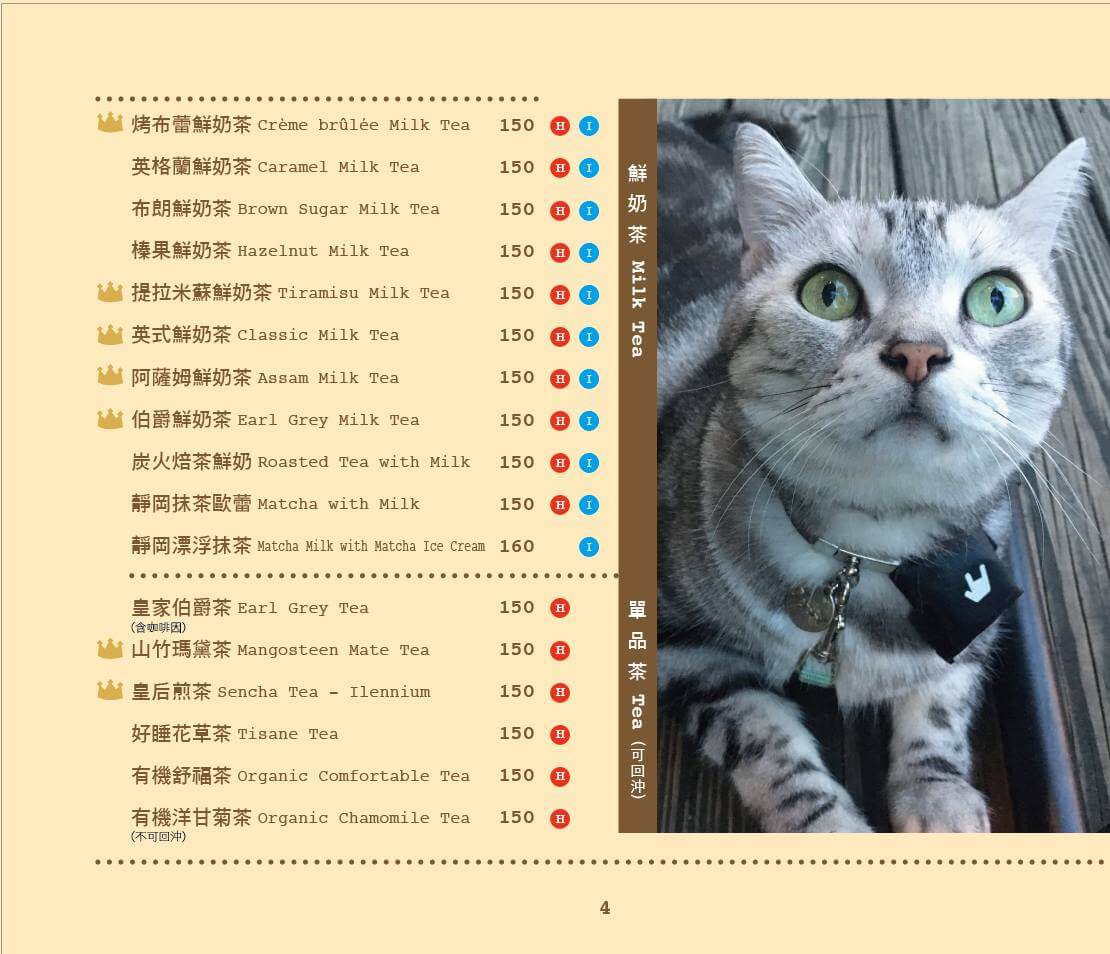 烤布蕾鮮奶茶 Crème brûlée Milk Tea 150 H I
英格蘭鮮奶茶 Caramel Milk Tea 150 H I
布朗鮮奶茶 Brown Sugar Milk Tea 150 H I
榛果鮮奶茶 Hazelnut Milk Tea 150 H I
提拉米蘇鮮奶茶 Tiramisu Milk Tea 150 H I
英式鮮奶茶 Classic Milk Tea 150 H I
阿薩姆鮮奶茶 Assam Milk Tea 150 H I
伯爵鮮奶茶 Earl Grey Milk Tea 150 H I
炭火焙茶鮮奶 Roasted Tea with Milk 150 H I
靜岡抹茶歐蕾 Matcha with Milk 150 H I
靜岡漂浮抹茶 Matcha Milk with Matcha Ice Cream 160 I
鮮奶茶 Milk Tea
皇家伯爵茶 Earl Grey Tea 150 H
(含咖啡因)
山竹瑪黛茶 Mangosteen Mate Tea 150 H
皇后煎茶 Sencha Tea – Ilennium 150 H
好睡花草茶 Tisane Tea 150 H
有機舒福茶 Organic Comfortable Tea 150 H
有機洋甘菊茶 Organic Chamomile Tea 150 H
(不可回沖)
單品茶 Tea (可回沖)
4